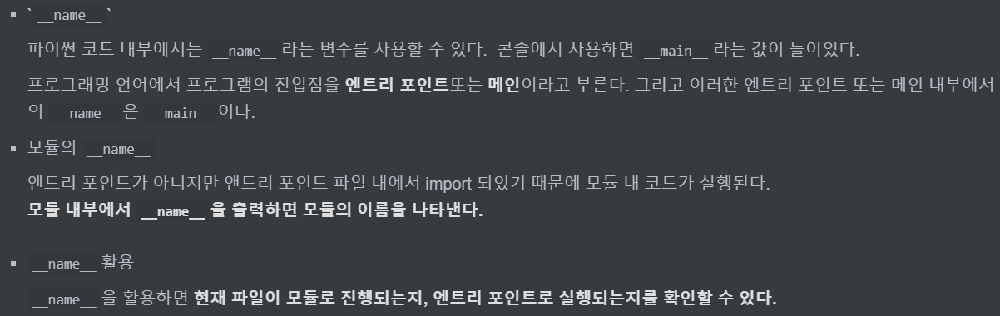 `__name__`
파이썬 코드 내부에서는 __name__ 라는 변수를 사용할 수 있다. 콘솔에서 사용하면 __main__ 라는 값이 들어있다.
프로그래밍 언어에서 프로그램의 진입점을 엔트리 포인트또는 메인이라고 부른다. 그리고 이러한 엔트리 포인트 또는 메인 내부에서
의 __name__ 은 __main__ 이다.
모듈의 __name__
엔트리 포인트가 아니지만 앤트리 포인트 파일 내에서 import 되었기 때문에 모듈 내 코드가 실행된다.
모듈 내부에서 __name__ 을 출력하면 모듈의 이름을 나타낸다.
__name__ 활용
__name__ 을 활용하면 현재 파일이 모듈로 진행되는지, 엔트리 포인트로 실행되는지를 확인할 수 있다.